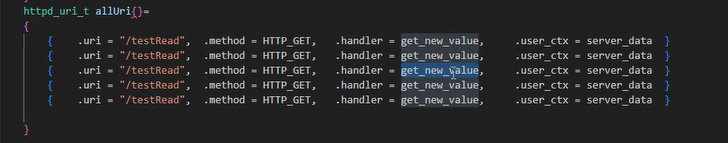 httpd_uri_t allUri{}=
{
{    .uri = "/testRead",  .method = HTTP_GET,   .handler = get_new_value,     .user_ctx = server_data  }
{    .uri = "/testRead",  .method = HTTP_GET,   .handler = get_new_value,     .user_ctx = server_data  }
{    .uri = "/testRead",  .method = HTTP_GET,   .handler = get_new_value,     .user_ctx = server_data  }
{    .uri = "/testRead",  .method = HTTP_GET,   .handler = get_new_value,     .user_ctx = server_data  }
{    .uri = "/testRead",  .method = HTTP_GET,   .handler = get_new_value,     .user_ctx = server_data  }
}